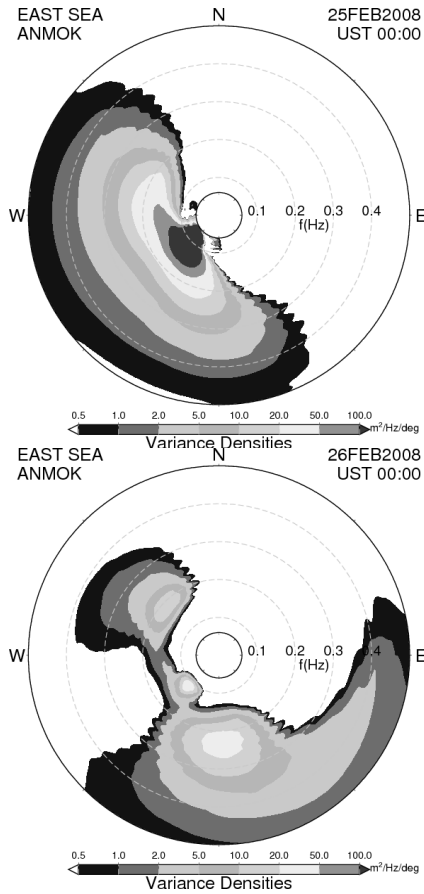 EAST SEA 25FEB2008
ANMOK N UST 00:00
W 0.1 0.2 0.3 0.4 E
f(Hz)
0.5 1.0 2.0 5.0 10.0 20.0 50.0 100.0
m²/Hz/deg
Variance Densities
EAST SEA 26FEB2008
ANMOK N UST 00:00
W 0.1 0.2 0.3 0.4 E
f(Hz)
0.5 1.0 2.0 5.0 10.0 20.0 50.0 100.0
m²/Hz/deg
Variance Densities